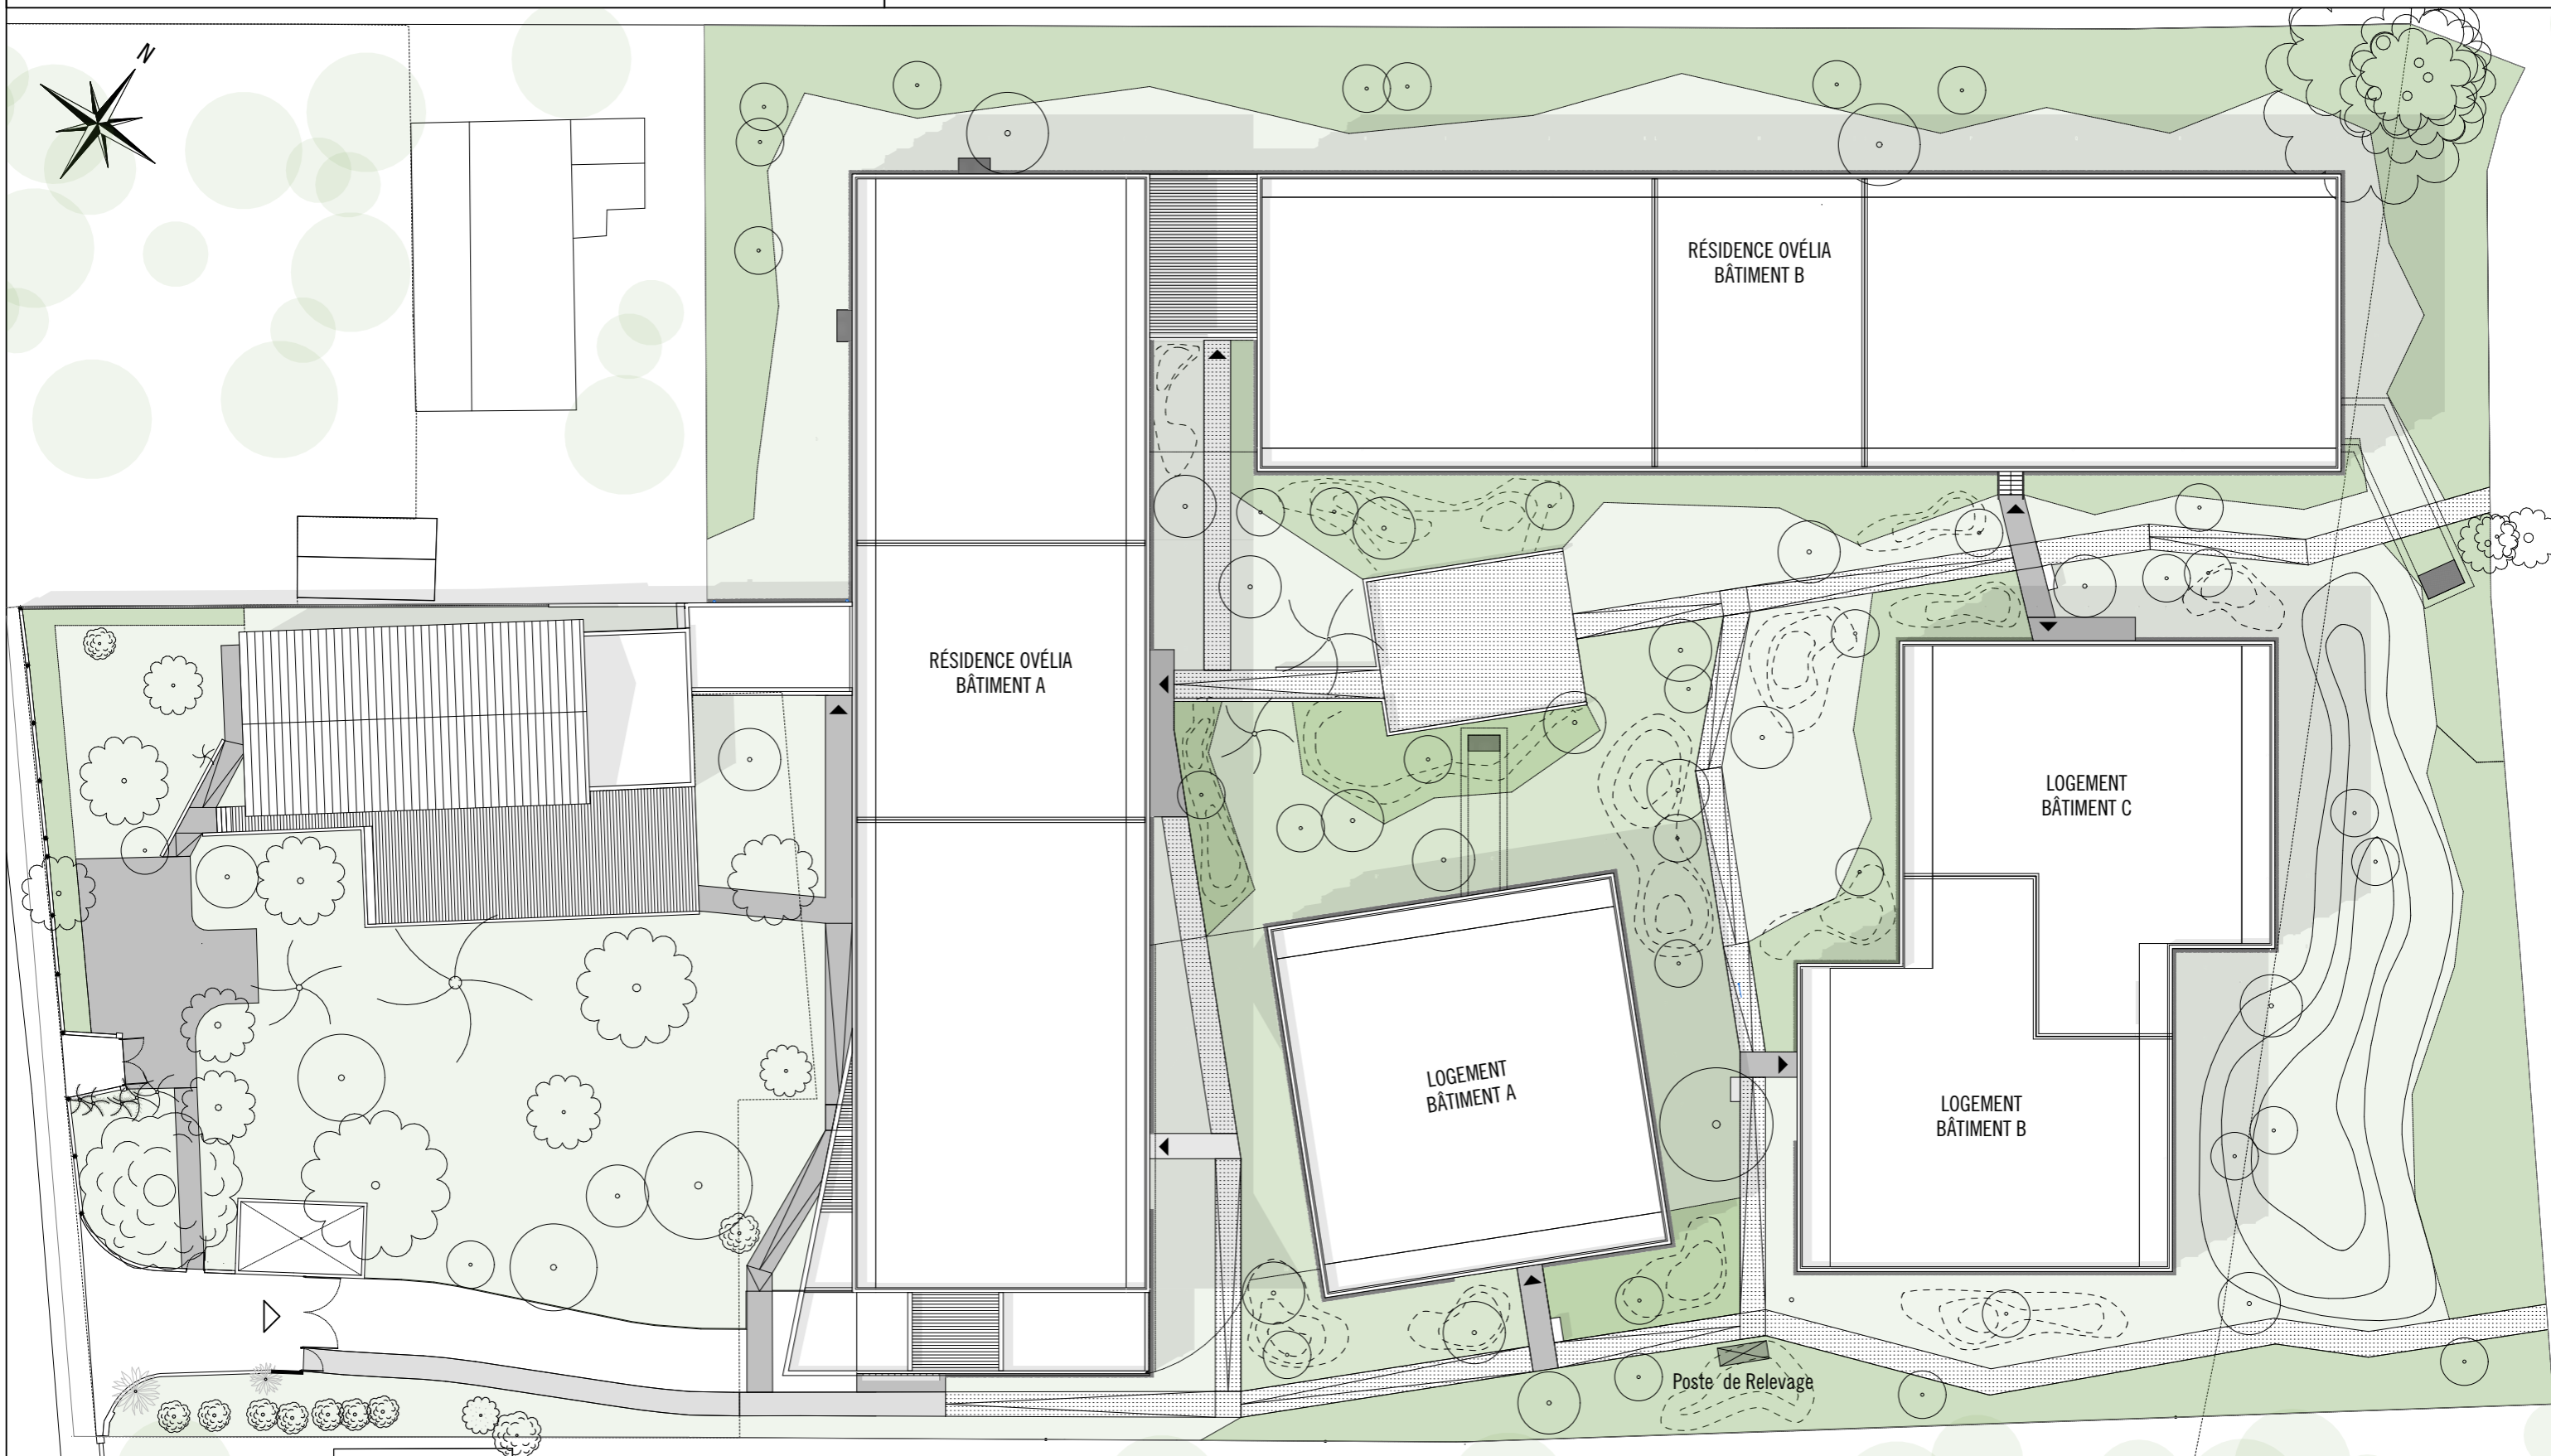 N
RÉSIDENCE OVÉLIA
BÂTIMENT B
RÉSIDENCE OVÉLIA
BÂTIMENT A
LOGEMENT
BÂTIMENT C
LOGEMENT
BÂTIMENT A
LOGEMENT
BÂTIMENT B
Poste de Relevage